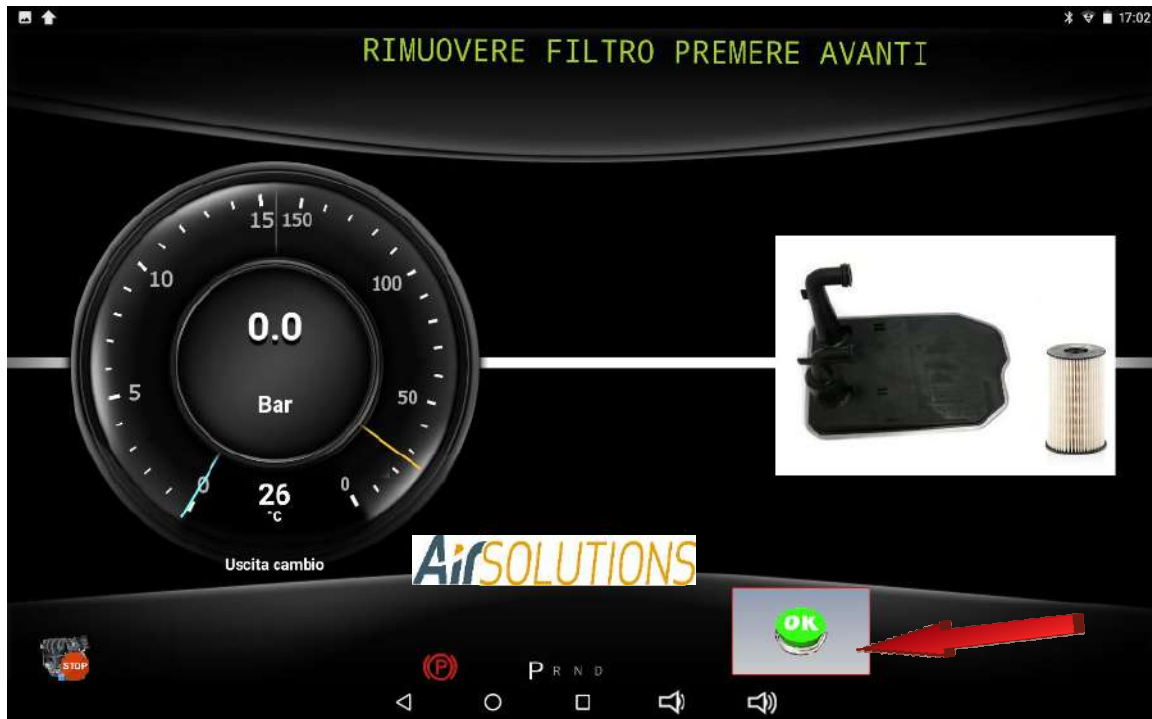 17:02
RIMUOVERE FILTRO PREMERE AVANTI
15 150
10
100
0.0
5
Bar
50
0
26
0
°C
Uscita cambio
AirSOLUTIONS
OK
STOP
(P)
P R N D